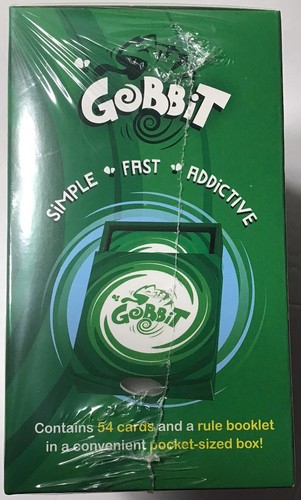 GOBBiT
SiMPLE FAST ADDiCTiVE
GOBBiT
Contains 54 cards and a rule booklet
in a convenient pocket-sized box!